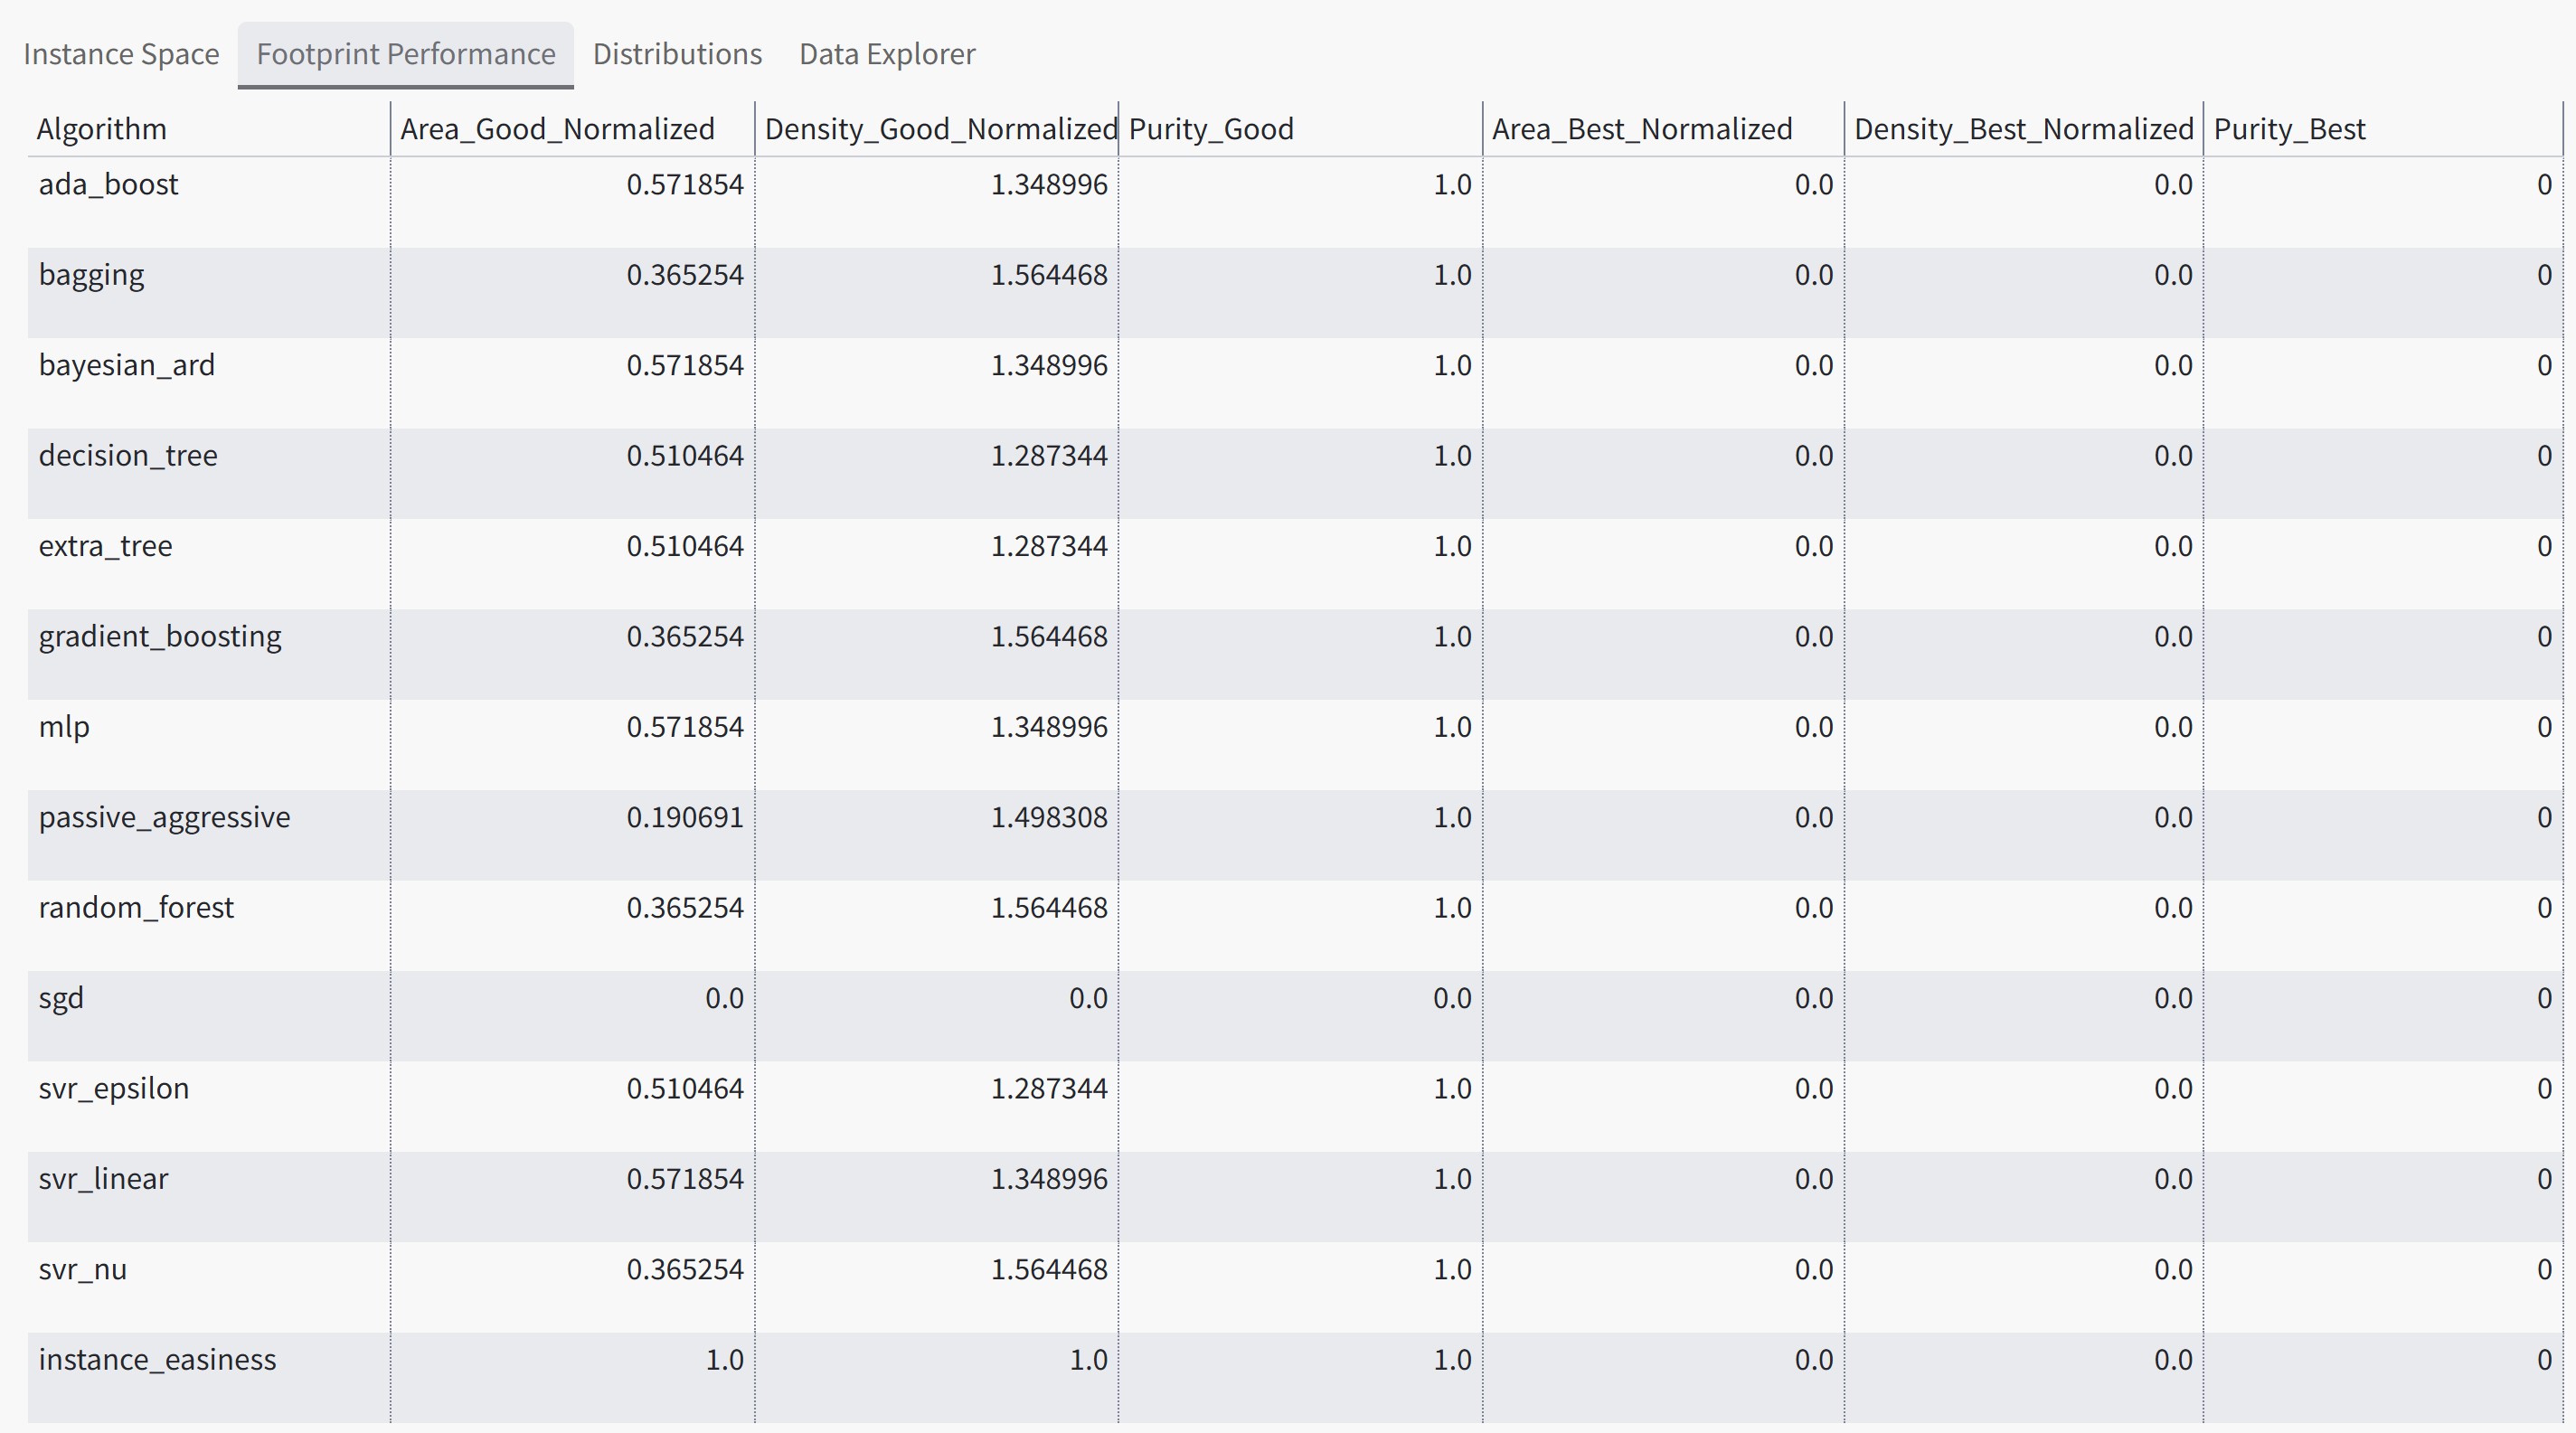 Instance Space Footprint Performance Distributions Data Explorer
Algorithm Area_Good_Normalized Density_Good_Normalized Purity_Good Area_Best_Normalized Density_Best_Normalized Purity_Best
ada_boost 0.571854 1.348996 1.0 0.0 0.0 0
bagging 0.365254 1.564468 1.0 0.0 0.0 0
bayesian_ard 0.571854 1.348996 1.0 0.0 0.0 0
decision_tree 0.510464 1.287344 1.0 0.0 0.0 0
extra_tree 0.510464 1.287344 1.0 0.0 0.0 0
gradient_boosting 0.365254 1.564468 1.0 0.0 0.0 0
mlp 0.571854 1.348996 1.0 0.0 0.0 0
passive_aggressive 0.190691 1.498308 1.0 0.0 0.0 0
random_forest 0.365254 1.564468 1.0 0.0 0.0 0
sgd 0.0 0.0 0.0 0.0 0.0 0
svr_epsilon 0.510464 1.287344 1.0 0.0 0.0 0
svr_linear 0.571854 1.348996 1.0 0.0 0.0 0
svr_nu 0.365254 1.564468 1.0 0.0 0.0 0
instance_easiness 1.0 1.0 1.0 0.0 0.0 0